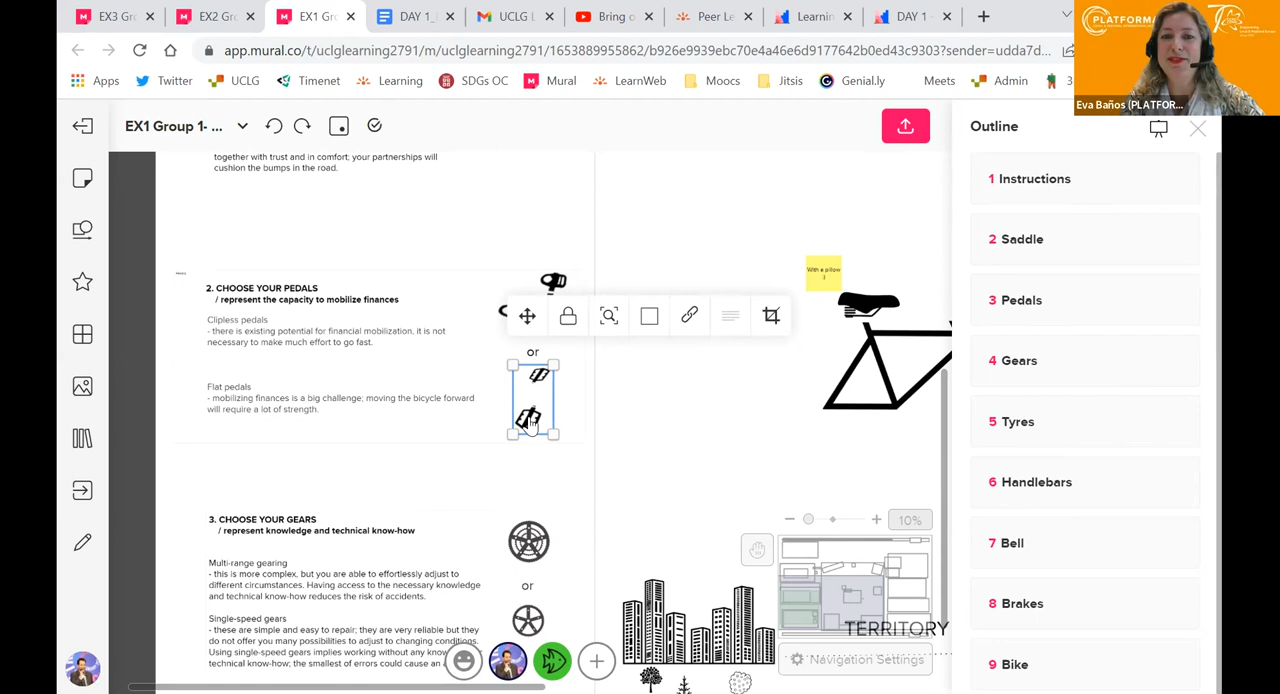 EX3 Gr
EX2 Gr
EX1 Gr
DAY 1_
UCLG L
Bring o
Peer Le
Learnin
DAY 1 -
app.mural.co/t/uclglearning2791/m/uclglearning2791/1653889955862/b926e9939ebc70e4a46e6d9177642b0ed43c9303?sender=udda7d...
Apps
Twitter
UCLG
Timenet
Learning
SDGs OC
Mural
LearnWeb
Moocs
Jitsis
Genial.ly
Meets
Admin
3
PLATFORMA
Eva Baños (PLATFOR...
EX1 Group 1- ...
Outline
together with trust and in comfort; your partnerships will
cushion the bumps in the road.
2. CHOOSE YOUR PEDALS
/ represent the capacity to mobilize finances
Clipless pedals
- there is existing potential for financial mobilization, it is not
necessary to make much effort to go fast.
or
Flat pedals
- mobilizing finances is a big challenge; moving the bicycle forward
will require a lot of strength.
3. CHOOSE YOUR GEARS
/ represent knowledge and technical know-how
Multi-range gearing
- this is more complex, but you are able to effortlessly adjust to
different circumstances. Having access to the necessary knowledge
and technical know-how reduces the risk of accidents.
or
Single-speed gears
- these are simple and easy to repair; they are very reliable but they
do not offer you many possibilities to adjust to changing conditions.
Using single-speed gears implies working without any know
technical know-how; the smallest of errors could cause an
With a pillow
:)
10%
TERRITORY
Navigation Settings
1 Instructions
2 Saddle
3 Pedals
4 Gears
5 Tyres
6 Handlebars
7 Bell
8 Brakes
9 Bike